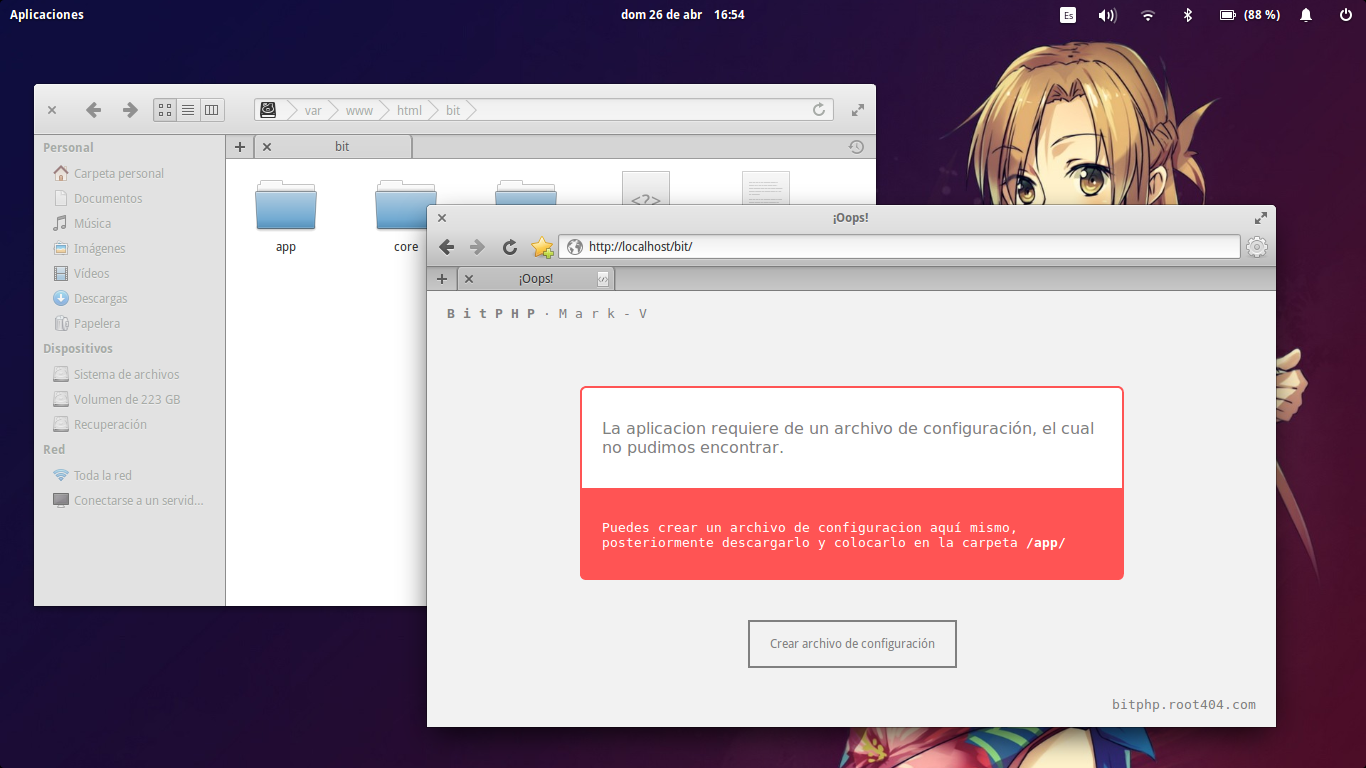 Aplicaciones
dom 26 de abr 16:54
Es
(88 %)
var www html bit
bit
Personal
Carpeta personal
Documentos
Música
Imágenes
Vídeos
Descargas
Papelera
Dispositivos
Sistema de archivos
Volumen de 223 GB
Recuperación
Red
Toda la red
Conectarse a un servid...
app
core
<?>
¡Oops!
http://localhost/bit/
¡Oops!
BitPHP·Mark-V
La aplicacion requiere de un archivo de configuración, el cual
no pudimos encontrar.
Puedes crear un archivo de configuracion aquí mismo,
posteriormente descargarlo y colocarlo en la carpeta /app/
Crear archivo de configuración
bitphp.root404.com